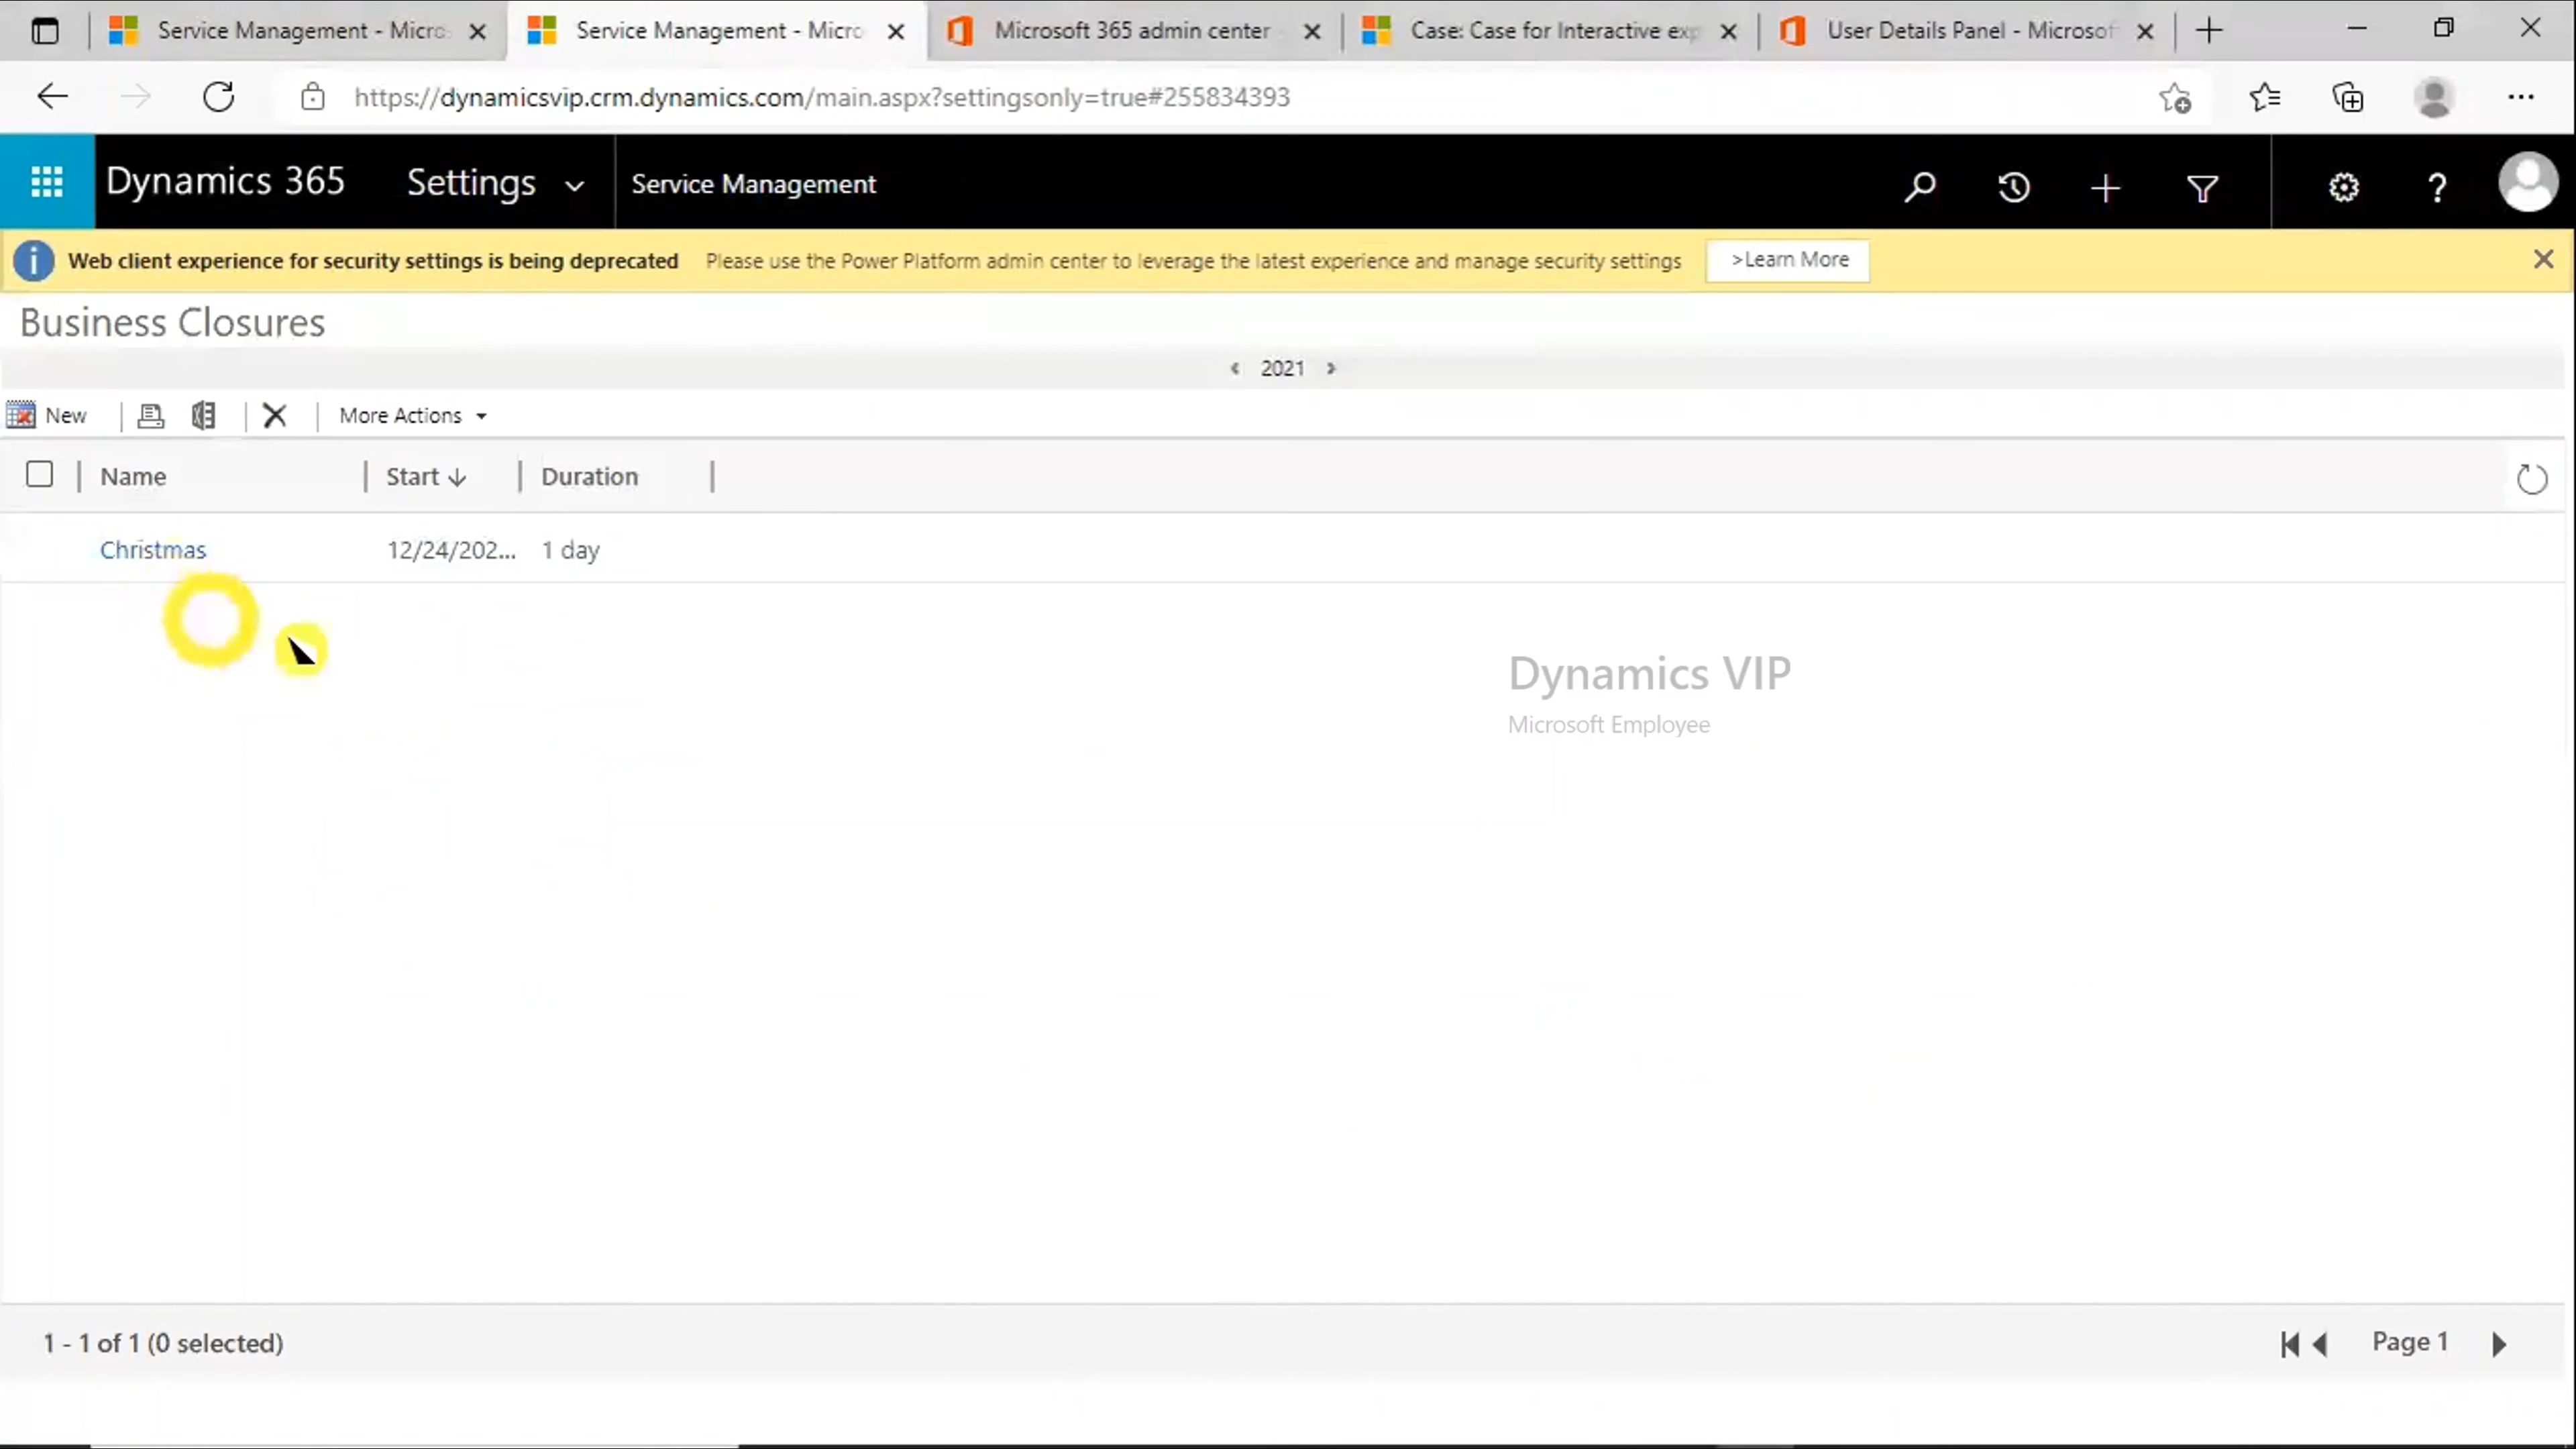 Service Management - Micro
Service Management - Micro
Microsoft 365 admin center
Case: Case for Interactive exp
User Details Panel - Microsof
https://dynamicsvip.crm.dynamics.com/main.aspx?settingsonly=true#255834393
Dynamics 365
Settings
Service Management
Web client experience for security settings is being deprecated
Please use the Power Platform admin center to leverage the latest experience and manage security settings
>Learn More
Business Closures
2021
New
More Actions
Name
Start
Duration
Christmas
12/24/202...
1 day
Dynamics VIP
Microsoft Employee
1 - 1 of 1 (0 selected)
Page 1